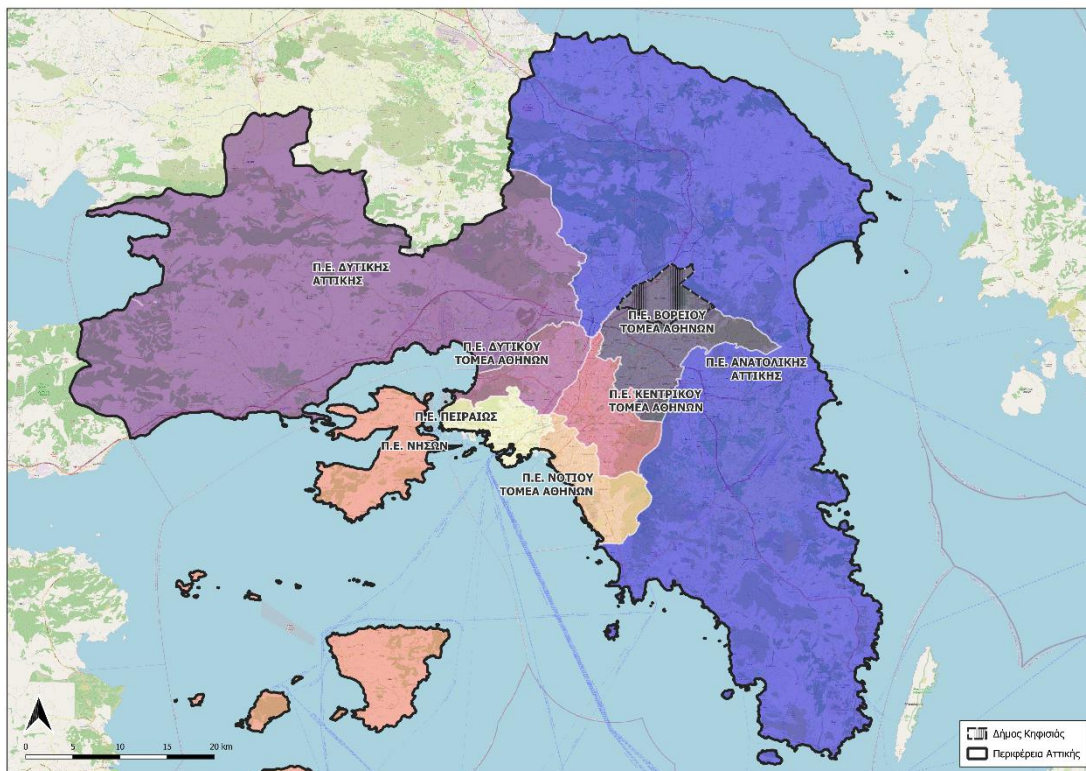 Π.Ε. ΔΥΤΙΚΗΣ
ΑΤΤΙΚΗΣ
Π.Ε. ΒΟΡΕΙΟΥ
ΤΟΜΕΑ ΑΘΗΝΩΝ
Π.Ε. ΔΥΤΙΚΟΥ
ΤΟΜΕΑ ΑΘΗΝΩΝ
Π.Ε. ΑΝΑΤΟΛΙΚΗΣ
ΑΤΤΙΚΗΣ
Π.Ε. ΚΕΝΤΡΙΚΟΥ
ΤΟΜΕΑ ΑΘΗΝΩΝ
Π.Ε. ΠΕΙΡΑΙΩΣ
Π.Ε. ΝΗΣΩΝ
Π.Ε. ΝΟΤΙΟΥ
ΤΟΜΕΑ ΑΘΗΝΩΝ
0 5 10 15 20 km
Δήμος Κηφισιάς
Περιφέρεια Αττικής